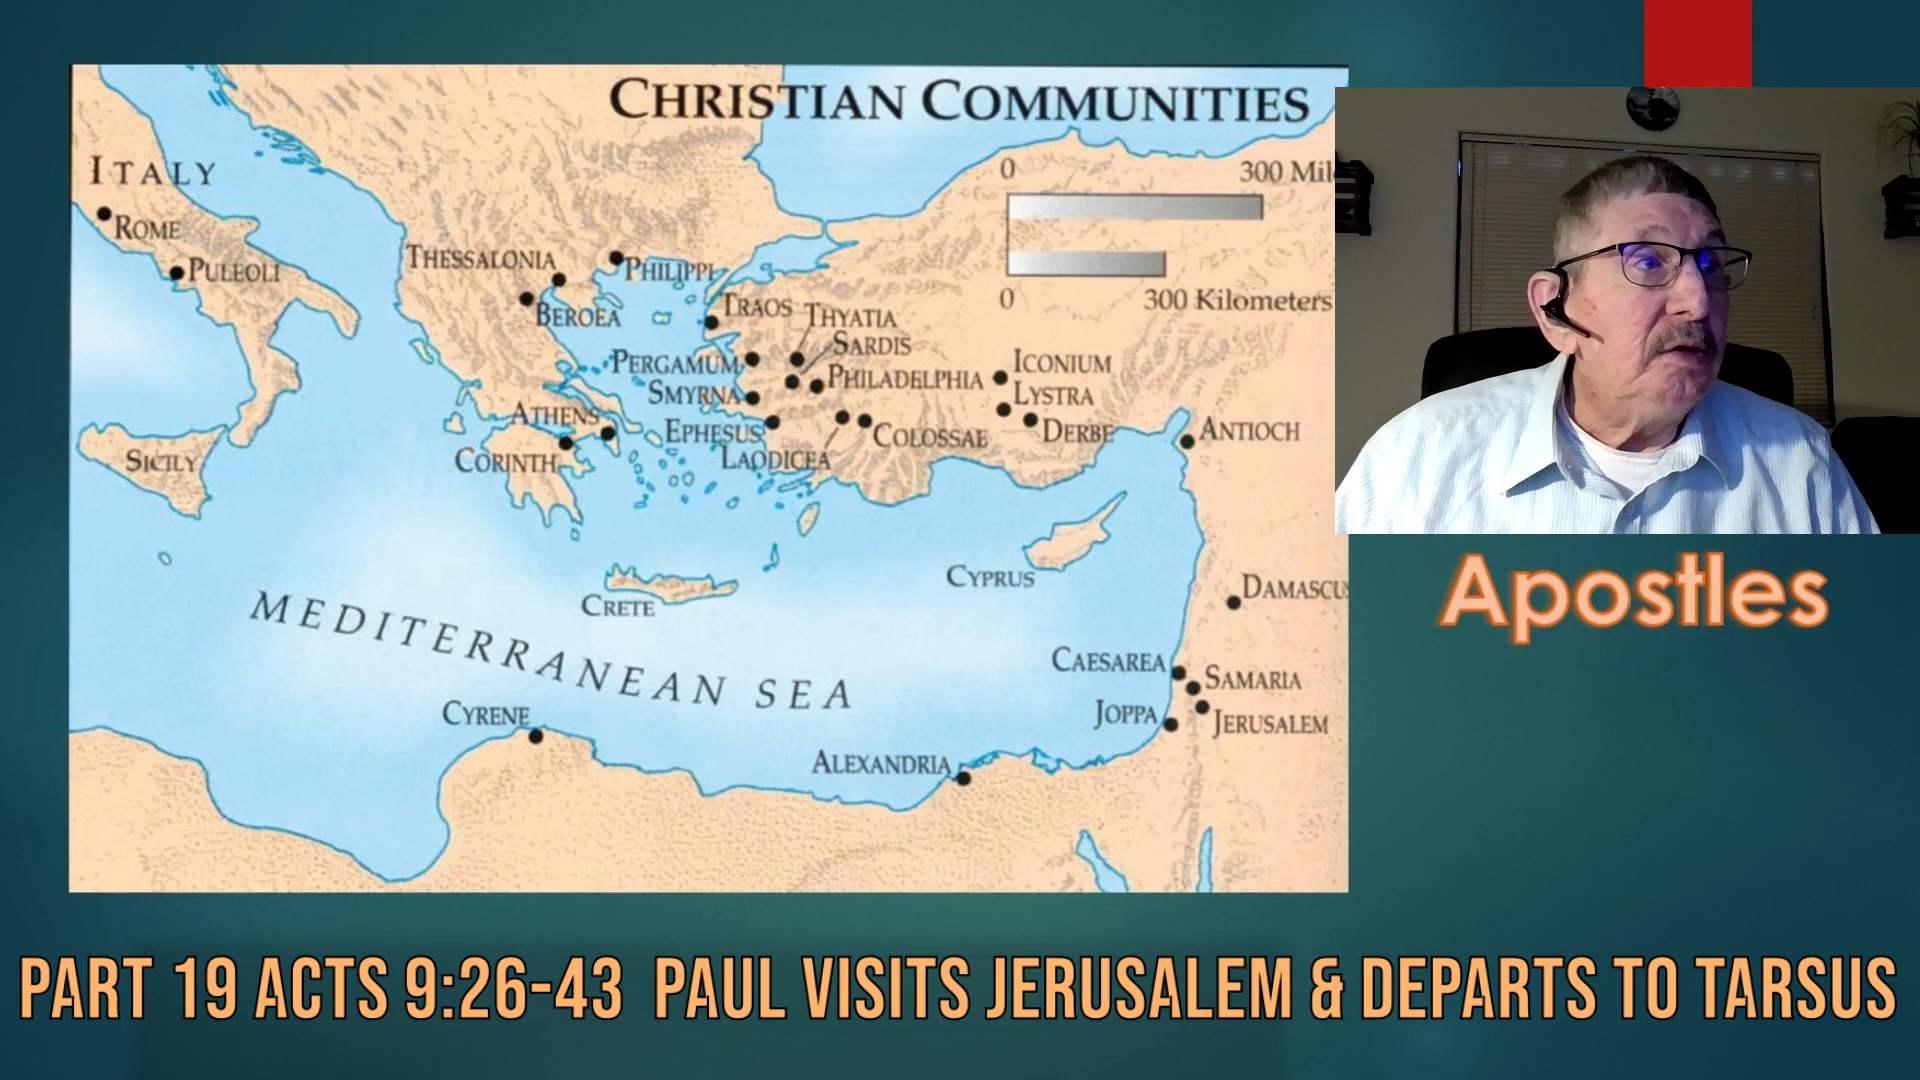 CHRISTIAN COMMUNITIES
ITALY
0
300 Mil
ROME
THESSALONIA
PHILIPPI
PULEOLI
0
300 Kilometers
BEROEA
TRAOS
THYATIA
SARDIS
PERGAMUM
PHILADELPHIA
ICONIUM
SMYRNA
LYSTRA
ATHENS
EPHESUS
COLOSSAE
DERBE
ANTIOCH
SICILY
CORINTH
LAODICEA
CYPRUS
DAMASCU
Apostles
CRETE
MEDITERRANEAN SEA
CAESAREA
SAMARIA
CYRENE
JOPPA
JERUSALEM
ALEXANDRIA
PART 19 ACTS 9:26-43 PAUL VISITS JERUSALEM & DEPARTS TO TARSUS